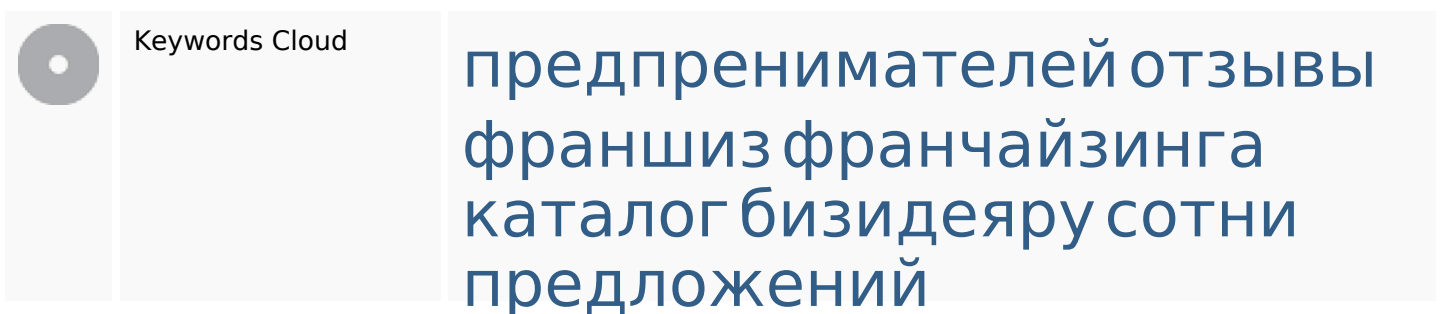 Keywords Cloud
предпренимателей отзывы
франшиз франчайзинга
каталог бизидеяру сотни
предложений